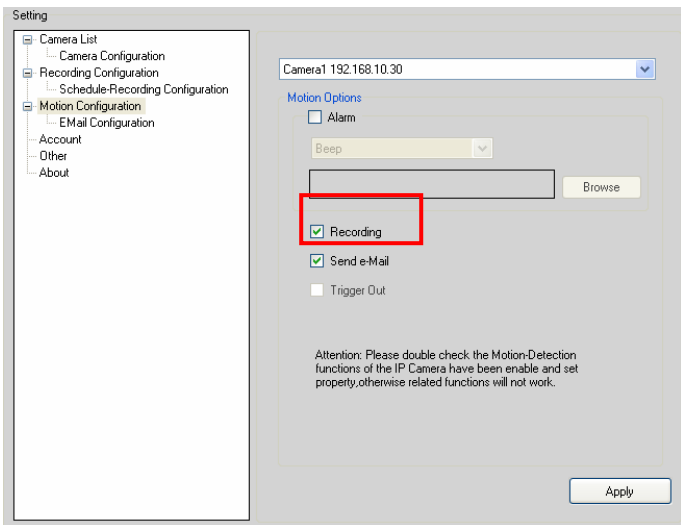 Setting
Camera List
Camera Configuration
Recording Configuration
Schedule-Recording Configuration
Motion Configuration
EMail Configuration
Account
Other
About
Camera1 192.168.10.30
Motion Options
Alarm
Beep
Browse
Recording
Send e-Mail
Trigger Out
Attention: Please double check the Motion-Detection
functions of the IP Camera have been enable and set
property,otherwise related functions will not work.
Apply